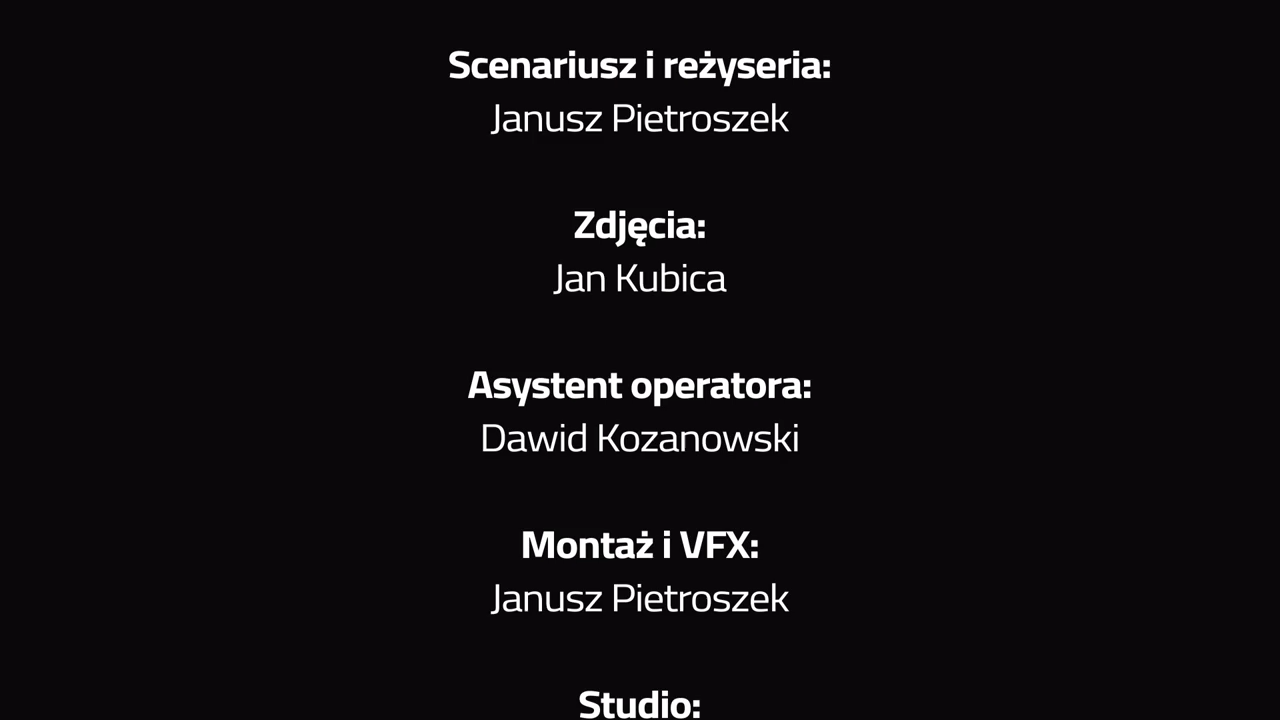 Scenariusz i reżyseria:
Janusz Pietroszek
Zdjęcia:
Jan Kubica
Asystent operatora:
Dawid Kozanowski
Montaż i VFX:
Janusz Pietroszek
Studio: